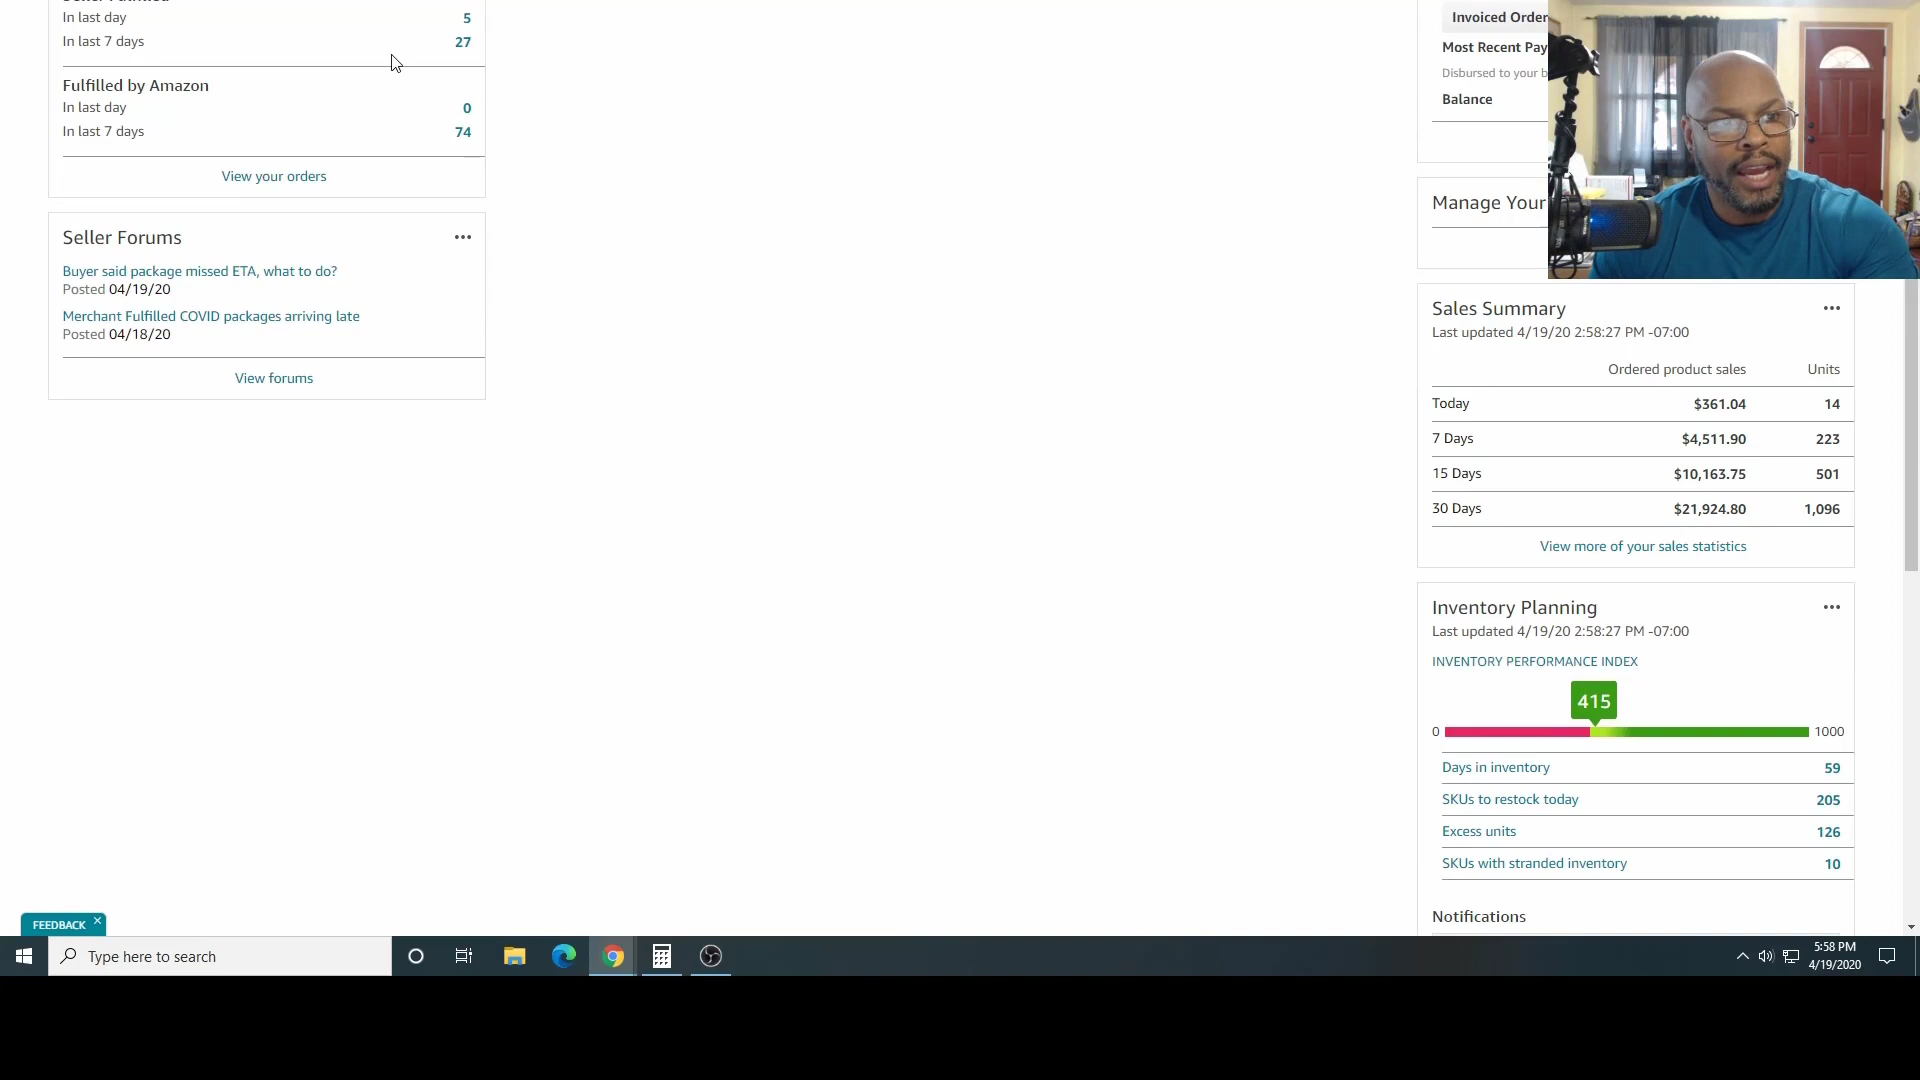 In last day 5
In last 7 days 27
Fulfilled by Amazon
In last day 0
In last 7 days 74
View your orders
Seller Forums
Buyer said package missed ETA, what to do?
Posted 04/19/20
Merchant Fulfilled COVID packages arriving late
Posted 04/18/20
View forums
Invoiced Order
Most Recent Pay
Disbursed to your b
Balance
Manage Your
Sales Summary
Last updated 4/19/20 2:58:27 PM -07:00
Ordered product sales Units
Today $361.04 14
7 Days $4,511.90 223
15 Days $10,163.75 501
30 Days $21,924.80 1,096
View more of your sales statistics
Inventory Planning
Last updated 4/19/20 2:58:27 PM -07:00
INVENTORY PERFORMANCE INDEX
415
0 1000
Days in inventory 59
SKUs to restock today 205
Excess units 126
SKUs with stranded inventory 10
Notifications
FEEDBACK
Type here to search
5:58 PM
4/19/2020